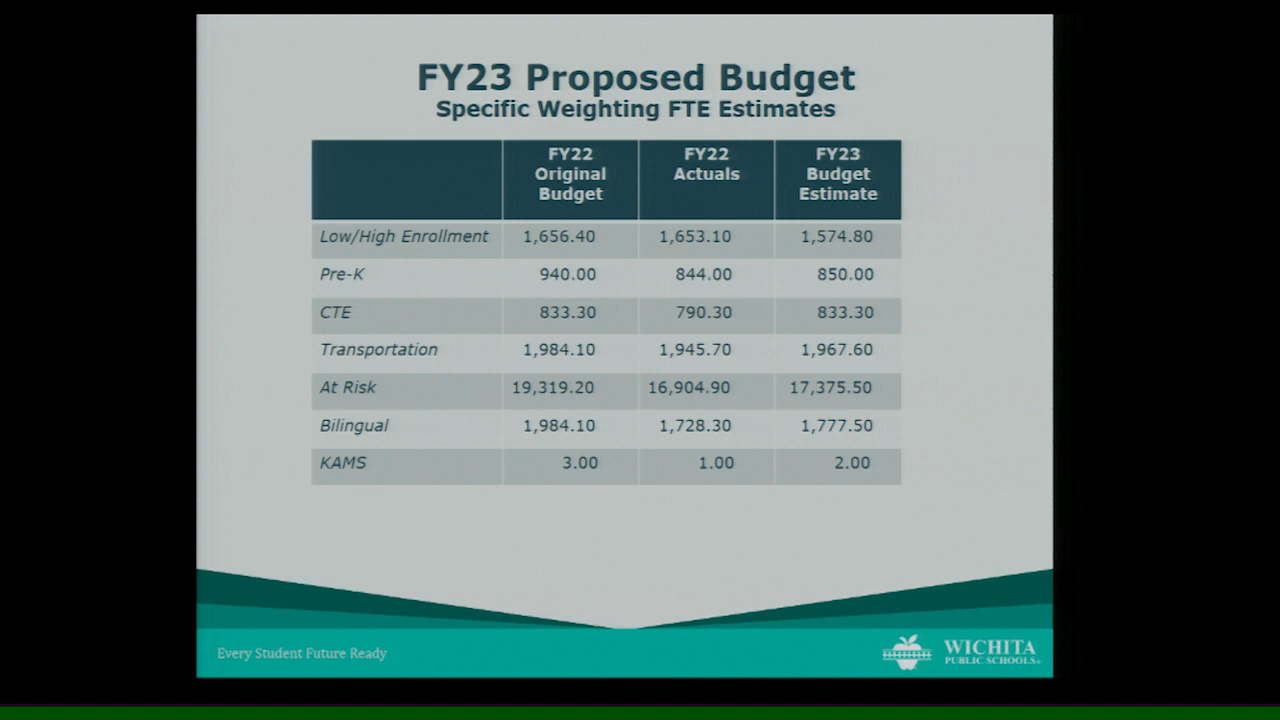 FY23 Proposed Budget
Specific Weighting FTE Estimates
FY22 Original Budget FY22 Actuals FY23 Budget Estimate
Low/High Enrollment 1,656.40 1,653.10 1,574.80
Pre-K 940.00 844.00 850.00
CTE 833.30 790.30 833.30
Transportation 1,984.10 1,945.70 1,967.60
At Risk 19,319.20 16,904.90 17,375.50
Bilingual 1,984.10 1,728.30 1,777.50
KAMS 3.00 1.00 2.00
Every Student Future Ready
WICHITA
PUBLIC SCHOOLS